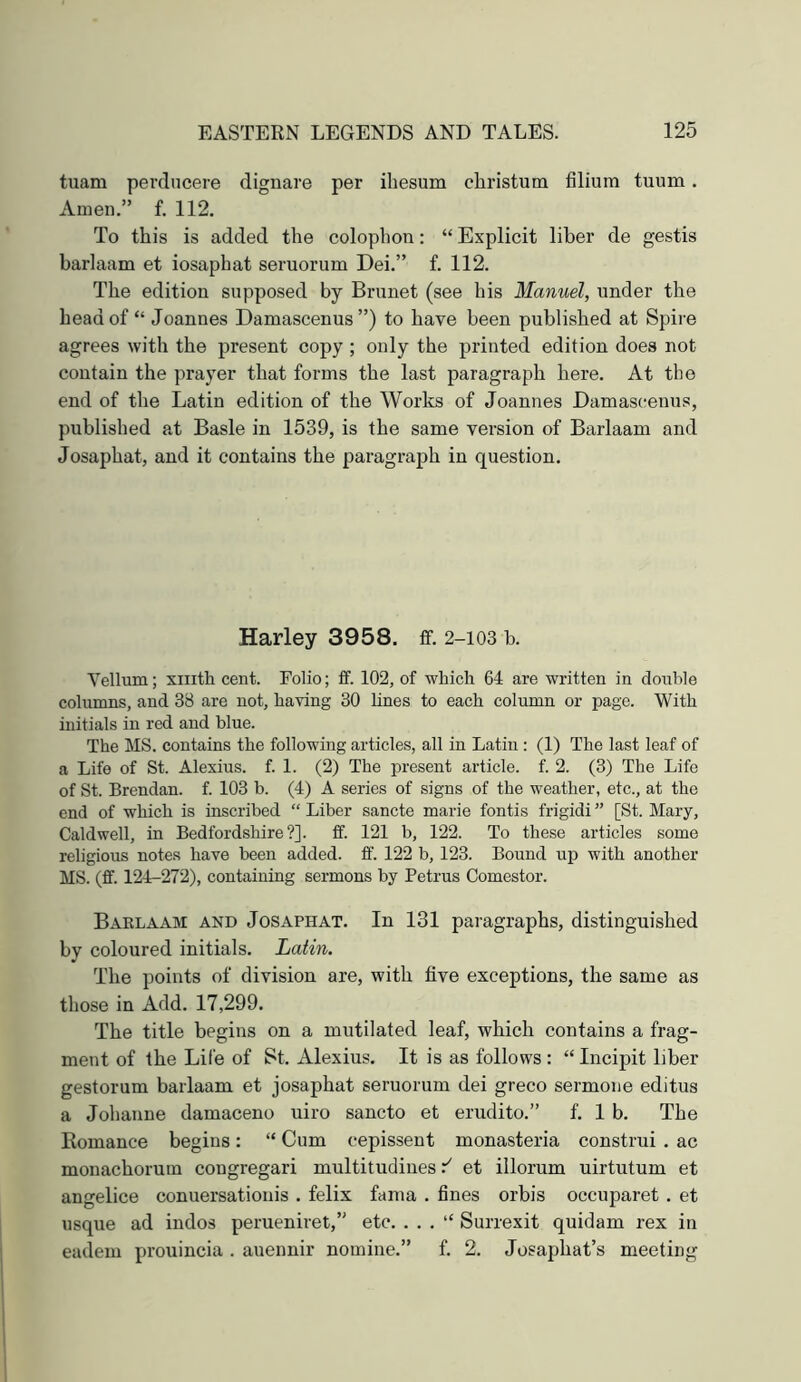 EASTERN LEGENDS AND TALES. 125
tuam perducere dignare per ihesum christum filium tuum .
Amen.” f. 112.
To this is added the colophon: “Explicit liber de gestis
barlaam et iosaphat seruorum Dei.” f. 112.
The edition supposed by Brunet (see his Manuel, under the
head of “Joannes Damascenus”) to have been published at Spire
agrees with the present copy; only the printed edition does not
contain the prayer that forms the last paragraph here. At the
end of the Latin edition of the Works of Joannes Damascenus,
published at Basle in 1539, is the same version of Barlaam and
Josaphat, and it contains the paragraph in question.
Harley 3958. ff. 2–103 b.
Vellum; XIIIth cent. Folio; ff. 102, of which 64 are written in double
columns, and 38 are not, having 30 lines to each column or page. With
initials in red and blue.
The MS. contains the following articles, all in Latin: (1) The last leaf of
a Life of St. Alexius. f. 1. (2) The present article. f. 2. (3) The Life
of St. Brendan. f. 103 b. (4) A series of signs of the weather, etc., at the
end of which is inscribed “Liber sancte marie fontis frigidi” [St. Mary,
Caldwell, in Bedfordshire?]. ff. 121 b, 122. To these articles some
religious notes have been added. ff. 122 b, 123. Bound up with another
MS. (ff. 124–272), containing sermons by Petrus Comestor.
BARLAAM AND JOSAPHAT. In 131 paragraphs, distinguished
by coloured initials. Latin.
The points of division are, with five exceptions, the same as
those in Add. 17,299.
The title begins on a mutilated leaf, which contains a frag-
ment of the Life of St. Alexius. It is as follows: “Incipit liber
gestorum barlaam et josaphat seruorum dei greco sermone editus
a Johanne damaceno uiro sancto et erudito.” f. 1 b. The
Romance begins: “Cum cepissent monasteria construi . ac
monachorum congregari multitudines :′ et illorum uirtutum et
angelice conuersationis . felix fama . fines orbis occuparet . et
usque ad indos perueniret,” etc. . . . “Surrexit quidam rex in
eadem prouincia . auennir nomine.” f. 2. Josaphat’s meeting